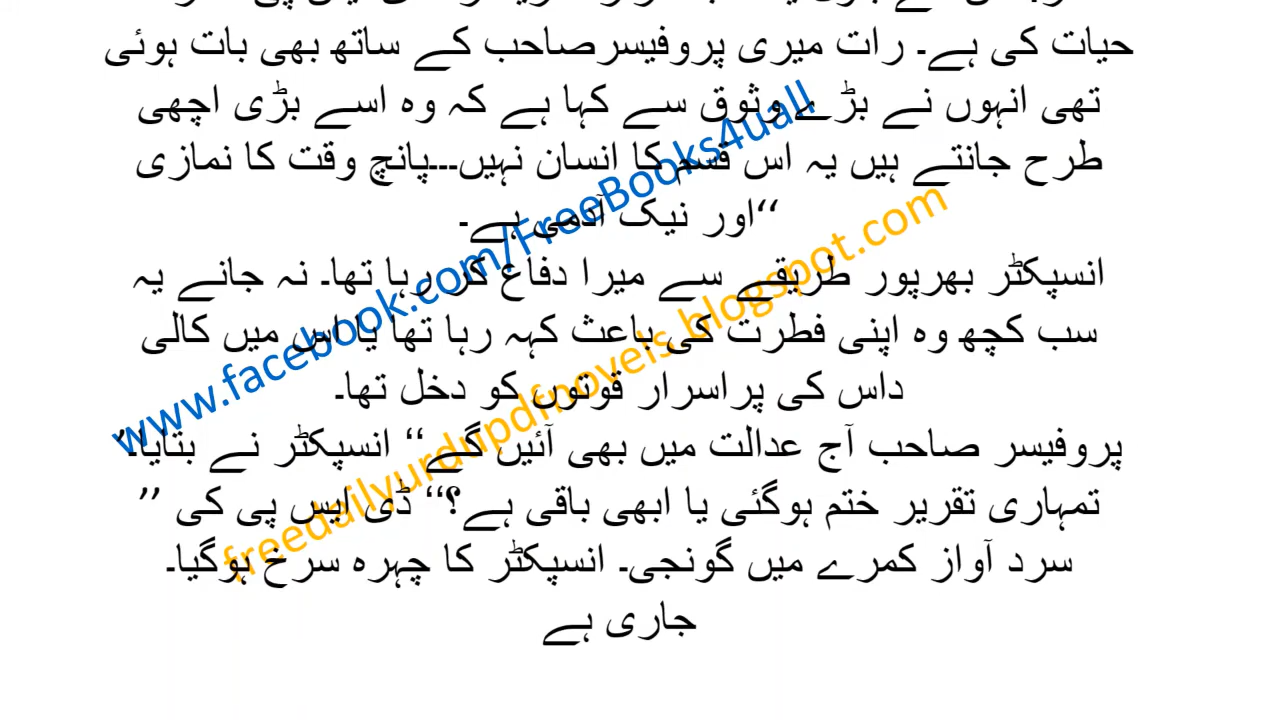 حیات کی ہے۔ رات میری پروفیسرصاحب کے ساتھ بھی بات ہوئی
تھی انہوں نے بڑے وثوق سے کہا ہے کہ وہ اسے بڑی اچھی
طرح جانتے ہیں یہ اس قسم کا انسان نہیں۔۔۔پانچ وقت کا نمازی
‘‘اور نیک آدمی ہے۔
انسپکٹر بھرپور طریقے سے میرا دفاع کر رہا تھا۔ نہ جانے یہ
سب کچھ وہ اپنی فطرت کی باعث کہہ رہا تھا یا اس میں کالی
داس کی پراسرار قوتوں کو دخل تھا۔
پروفیسر صاحب آج عدالت میں بھی آئیں گے‘‘ انسپکٹر نے بتایا۔’’
تمہاری تقریر ختم ہوگئی یا ابھی باقی ہے؟‘‘ ڈی ایس پی کی ’’
سرد آواز کمرے میں گونجی۔ انسپکٹر کا چہرہ سرخ ہوگیا۔
جاری ہے
www.facebook.com/FreeBooks4uall
freedailyurdupdfnovels.blogspot.com